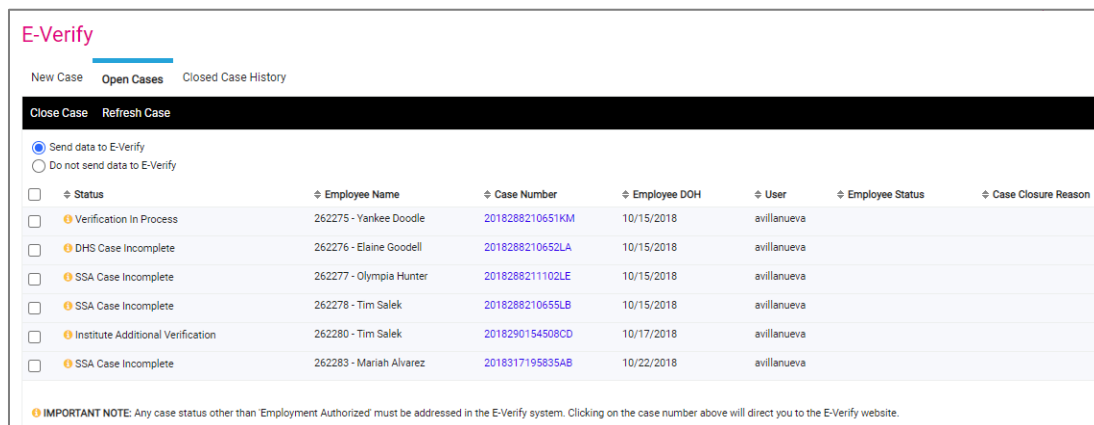 E-Verify
New Case Open Cases Closed Case History
Close Case Refresh Case
Send data to E-Verify
Do not send data to E-Verify
Status Employee Name Case Number Employee DOH User Employee Status Case Closure Reason
Verification In Process 262275 - Yankee Doodle 2018288210651KM 10/15/2018 avillanueva
DHS Case Incomplete 262276 - Elaine Goodell 2018288210652LA 10/15/2018 avillanueva
SSA Case Incomplete 262277 - Olympia Hunter 2018288211102LE 10/15/2018 avillanueva
SSA Case Incomplete 262278 - Tim Salek 2018288210655LB 10/15/2018 avillanueva
Institute Additional Verification 262280 - Tim Salek 2018290154508CD 10/17/2018 avillanueva
SSA Case Incomplete 262283 - Mariah Alvarez 2018317195835AB 10/22/2018 avillanueva
IMPORTANT NOTE: Any case status other than 'Employment Authorized' must be addressed in the E-Verify system. Clicking on the case number above will direct you to the E-Verify website.